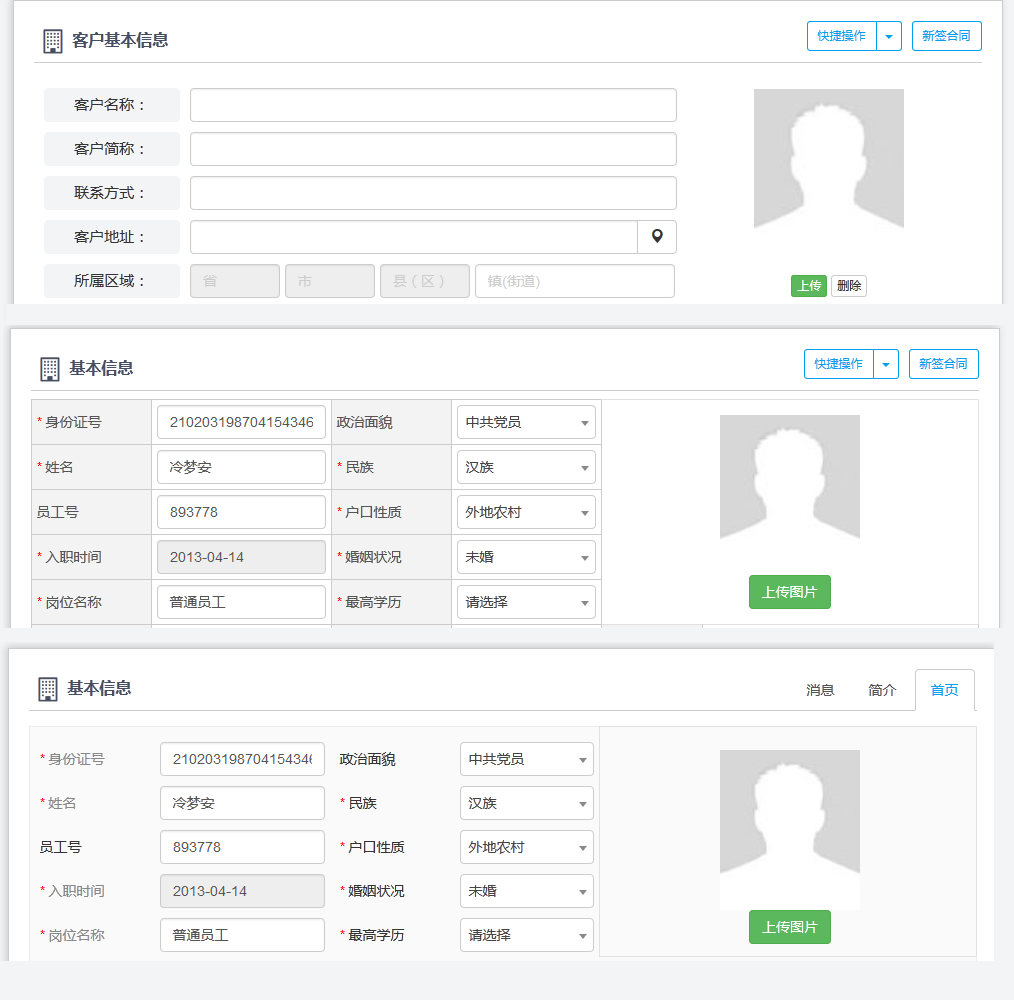 客户基本信息 快捷操作 新签合同
客户名称：
客户简称：
联系方式：
客户地址：
所属区域： 省 市 县（区） 镇(街道)
上传 删除
基本信息 快捷操作 新签合同
* 身份证号 210203198704154346 政治面貌 中共党员
* 姓名 冷梦安 * 民族 汉族
员工号 893778 * 户口性质 外地农村
* 入职时间 2013-04-14 * 婚姻状况 未婚
* 岗位名称 普通员工 * 最高学历 请选择
上传图片
基本信息 消息 简介 首页
* 身份证号 210203198704154346 政治面貌 中共党员
* 姓名 冷梦安 * 民族 汉族
员工号 893778 * 户口性质 外地农村
* 入职时间 2013-04-14 * 婚姻状况 未婚
* 岗位名称 普通员工 * 最高学历 请选择
上传图片